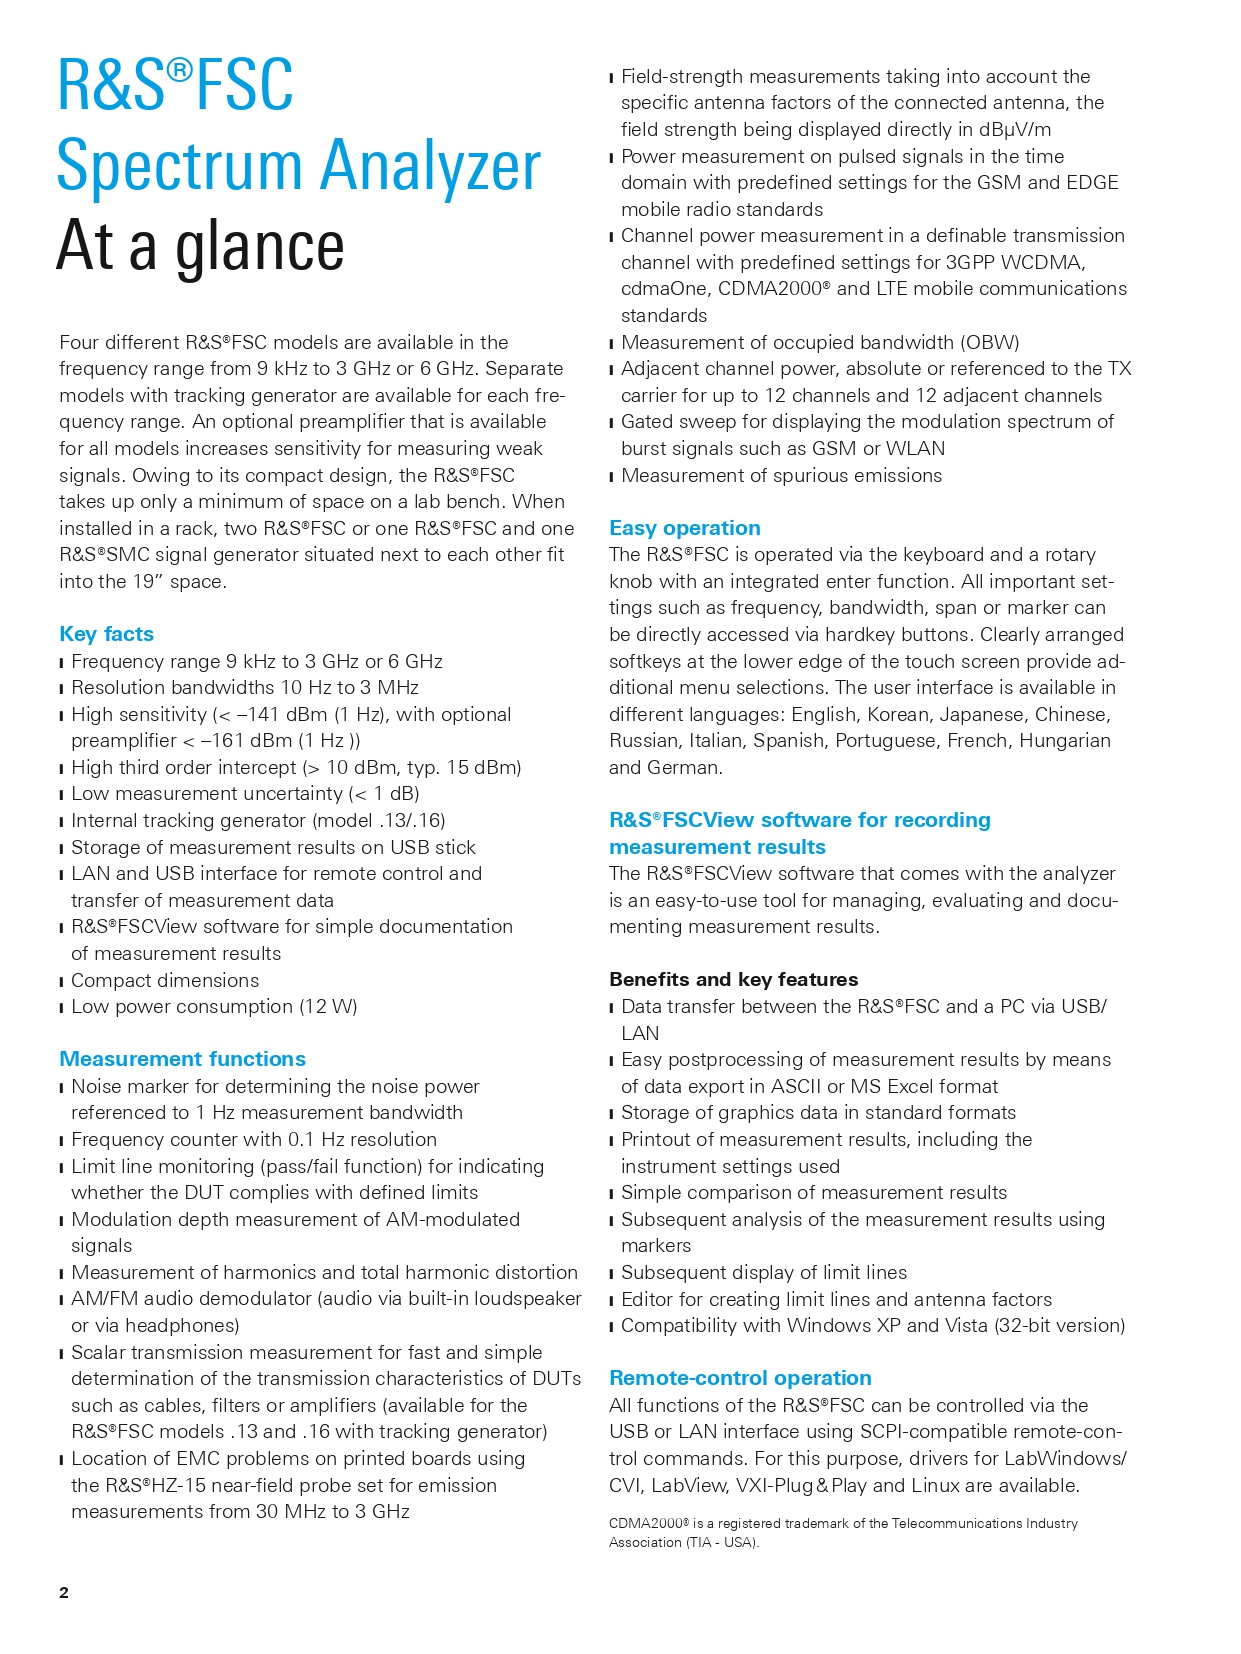 R&S®FSC
Spectrum Analyzer
At a glance
Four different R&S®FSC models are available in the
frequency range from 9 kHz to 3 GHz or 6 GHz. Separate
models with tracking generator are available for each fre-
quency range. An optional preamplifier that is available
for all models increases sensitivity for measuring weak
signals. Owing to its compact design, the R&S®FSC
takes up only a minimum of space on a lab bench. When
installed in a rack, two R&S®FSC or one R&S®FSC and one
R&S®SMC signal generator situated next to each other fit
into the 19″ space.
Key facts
❙ Frequency range 9 kHz to 3 GHz or 6 GHz
❙ Resolution bandwidths 10 Hz to 3 MHz
❙ High sensitivity (< –141 dBm (1 Hz), with optional
preamplifier < –161 dBm (1 Hz ))
❙ High third order intercept (> 10 dBm, typ. 15 dBm)
❙ Low measurement uncertainty (< 1 dB)
❙ Internal tracking generator (model .13/.16)
❙ Storage of measurement results on USB stick
❙ LAN and USB interface for remote control and
transfer of measurement data
❙ R&S®FSCView software for simple documentation
of measurement results
❙ Compact dimensions
❙ Low power consumption (12 W)
Measurement functions
❙ Noise marker for determining the noise power
referenced to 1 Hz measurement bandwidth
❙ Frequency counter with 0.1 Hz resolution
❙ Limit line monitoring (pass/fail function) for indicating
whether the DUT complies with defined limits
❙ Modulation depth measurement of AM-modulated
signals
❙ Measurement of harmonics and total harmonic distortion
❙ AM/FM audio demodulator (audio via built-in loudspeaker
or via headphones)
❙ Scalar transmission measurement for fast and simple
determination of the transmission characteristics of DUTs
such as cables, filters or amplifiers (available for the
R&S®FSC models .13 and .16 with tracking generator)
❙ Location of EMC problems on printed boards using
the R&S®HZ-15 near-field probe set for emission
measurements from 30 MHz to 3 GHz
❙ Field-strength measurements taking into account the
specific antenna factors of the connected antenna, the
field strength being displayed directly in dBµV/m
❙ Power measurement on pulsed signals in the time
domain with predefined settings for the GSM and EDGE
mobile radio standards
❙ Channel power measurement in a definable transmission
channel with predefined settings for 3GPP WCDMA,
cdmaOne, CDMA2000® and LTE mobile communications
standards
❙ Measurement of occupied bandwidth (OBW)
❙ Adjacent channel power, absolute or referenced to the TX
carrier for up to 12 channels and 12 adjacent channels
❙ Gated sweep for displaying the modulation spectrum of
burst signals such as GSM or WLAN
❙ Measurement of spurious emissions
Easy operation
The R&S®FSC is operated via the keyboard and a rotary
knob with an integrated enter function. All important set-
tings such as frequency, bandwidth, span or marker can
be directly accessed via hardkey buttons. Clearly arranged
softkeys at the lower edge of the touch screen provide ad-
ditional menu selections. The user interface is available in
different languages: English, Korean, Japanese, Chinese,
Russian, Italian, Spanish, Portuguese, French, Hungarian
and German.
R&S®FSCView software for recording
measurement results
The R&S®FSCView software that comes with the analyzer
is an easy-to-use tool for managing, evaluating and docu-
menting measurement results.
Benefits and key features
❙ Data transfer between the R&S®FSC and a PC via USB/
LAN
❙ Easy postprocessing of measurement results by means
of data export in ASCII or MS Excel format
❙ Storage of graphics data in standard formats
❙ Printout of measurement results, including the
instrument settings used
❙ Simple comparison of measurement results
❙ Subsequent analysis of the measurement results using
markers
❙ Subsequent display of limit lines
❙ Editor for creating limit lines and antenna factors
❙ Compatibility with Windows XP and Vista (32-bit version)
Remote-control operation
All functions of the R&S®FSC can be controlled via the
USB or LAN interface using SCPI-compatible remote-con-
trol commands. For this purpose, drivers for LabWindows/
CVI, LabView, VXI-Plug & Play and Linux are available.
CDMA2000® is a registered trademark of the Telecommunications Industry
Association (TIA - USA).
2